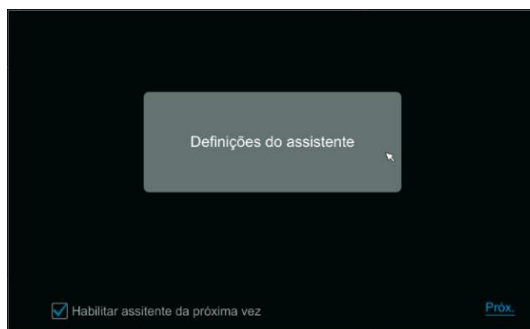 Definições do assistente
Habilitar assitente da próxima vez
Próx.